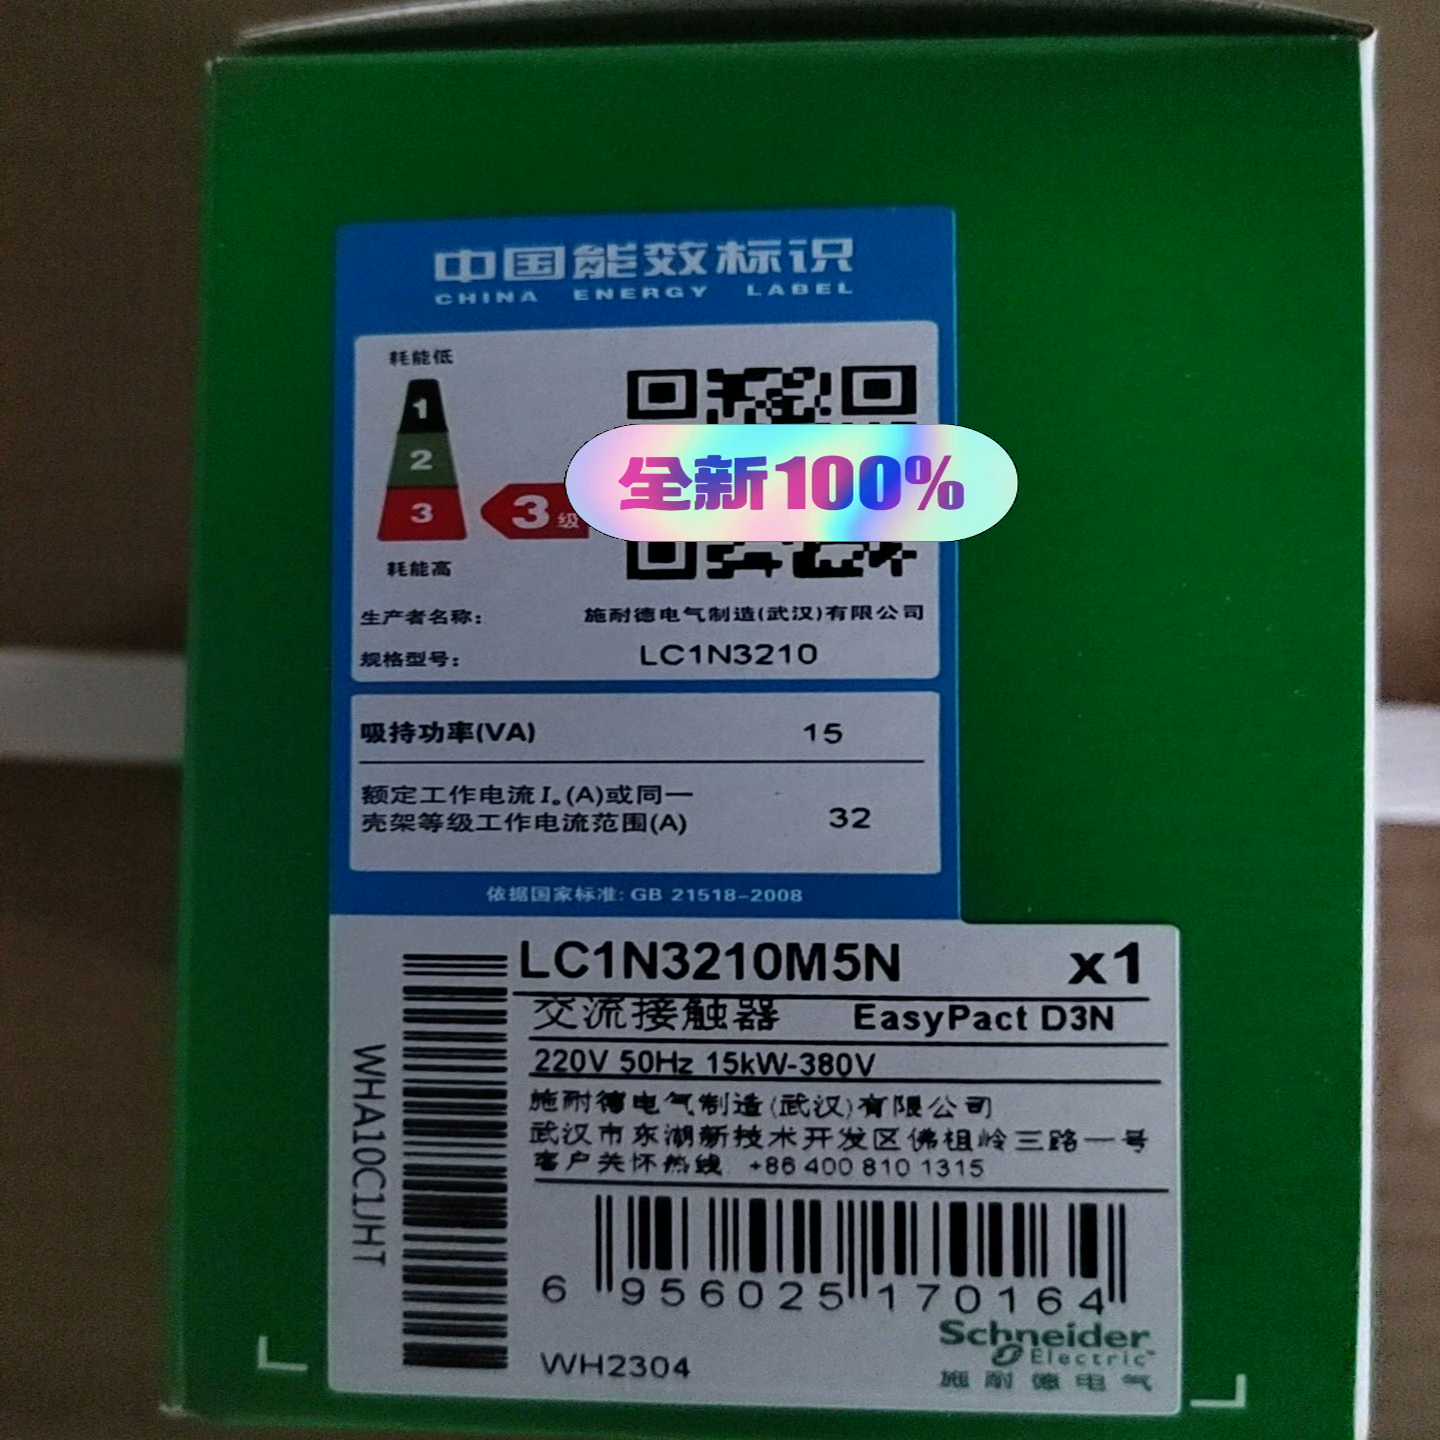 中国能效标识
CHINA ENERGY LABEL
耗能低
1
2
3
3级
耗能高
全新100%
生产者名称:
施耐德电气制造(武汉)有限公司
规格型号:
LC1N3210
吸持功率(VA)
15
额定工作电流Iₑ(A)或同一
壳架等级工作电流范围(A)
32
依据国家标准: GB 21518-2008
LC1N3210M5N x1
交流接触器 EasyPact D3N
220V 50Hz 15kW-380V
施耐德电气制造(武汉)有限公司
武汉市东湖新技术开发区佛祖岭三路一号
客户关怀热线: +86 400 810 1315
WHA10C1JHT
6 956025 170164
WH2304
Schneider
Electric™
施耐德电气